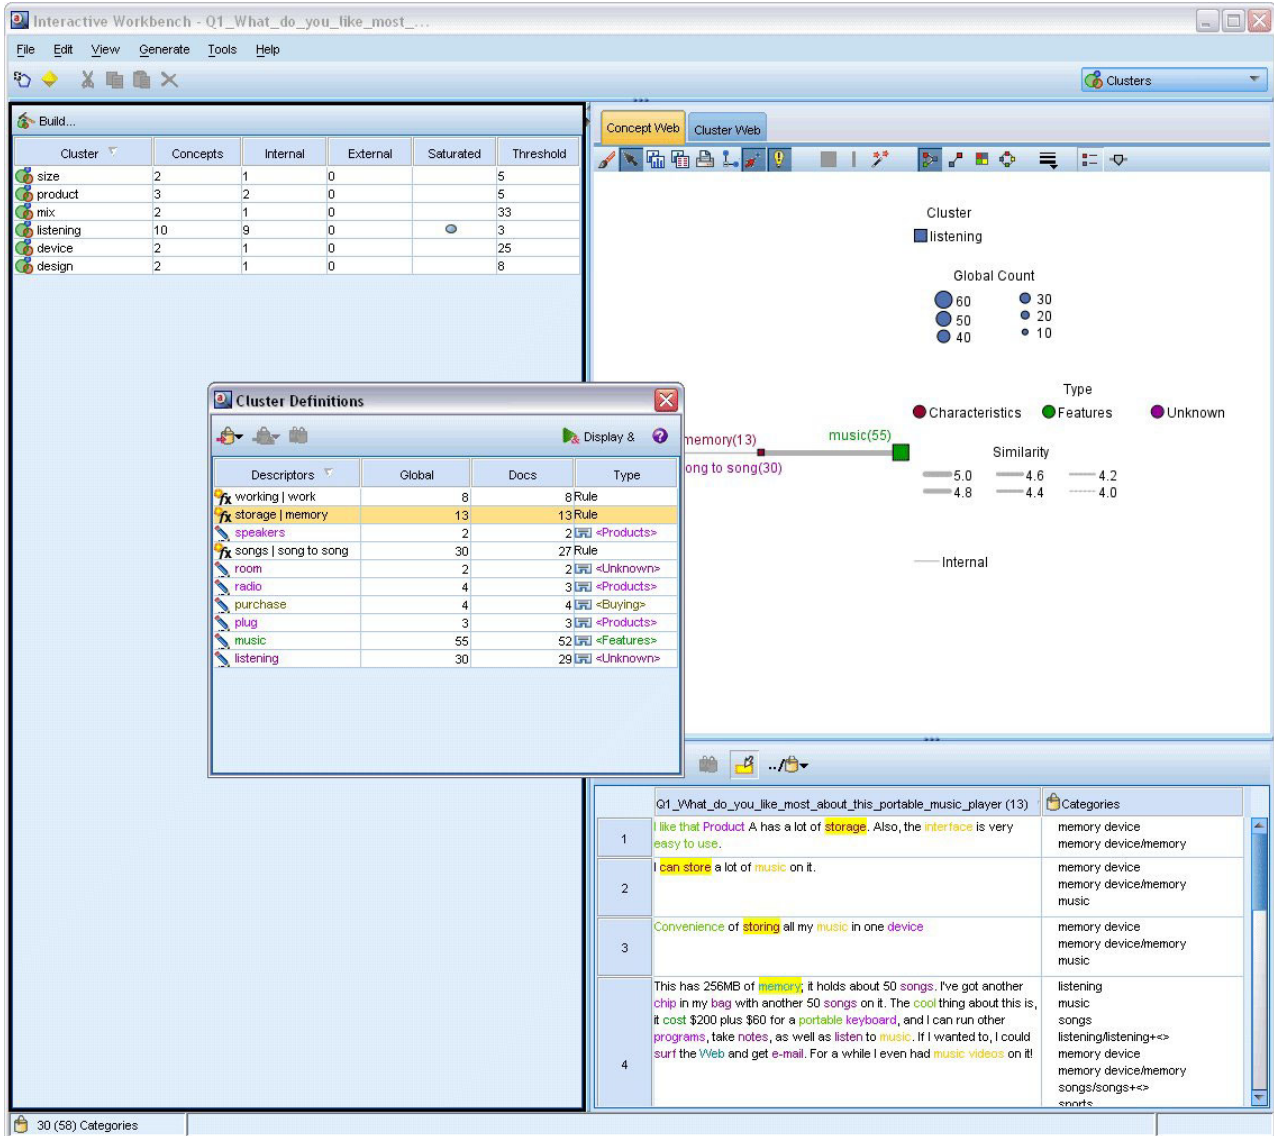 Interactive Workbench - Q1_What_do_you_like_most_...
File Edit View Generate Tools Help
Clusters
Build...
Cluster Concepts Internal External Saturated Threshold
size 2 1 0 5
product 3 2 0 5
mix 2 1 0 33
listening 10 9 0 3
device 2 1 0 25
design 2 1 0 8
Concept Web Cluster Web
Cluster
listening
Global Count
60 30
50 20
40 10
Type
Characteristics Features Unknown
Similarity
5.0 4.6 4.2
4.8 4.4 4.0
Internal
memory(13)
music(55)
ong to song(30)
Cluster Definitions
Display &
Descriptors Global Docs Type
working | work 8 8 Rule
storage | memory 13 13 Rule
speakers 2 2 <Products>
songs | song to song 30 27 Rule
room 2 2 <Unknown>
radio 4 3 <Products>
purchase 4 4 <Buying>
plug 3 3 <Products>
music 55 52 <Features>
listening 30 29 <Unknown>
../
Q1_What_do_you_like_most_about_this_portable_music_player (13) Categories
1
I like that Product A has a lot of storage. Also, the interface is very
easy to use.
memory device
memory device/memory
2
I can store a lot of music on it.
memory device
memory device/memory
music
3
Convenience of storing all my music in one device
memory device
memory device/memory
music
4
This has 256MB of memory; it holds about 50 songs. I've got another
chip in my bag with another 50 songs on it. The cool thing about this is,
it cost $200 plus $60 for a portable keyboard, and I can run other
programs, take notes, as well as listen to music. If I wanted to, I could
surf the Web and get e-mail. For a while I even had music videos on it!
listening
music
songs
listening/listening+<>
memory device
memory device/memory
songs/songs+<>
sports
30 (58) Categories